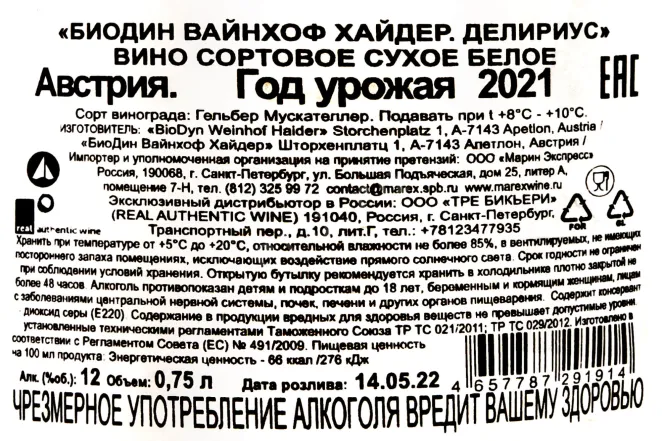 «БИОДИН ВАЙНХОФ ХАЙДЕР. ДЕЛИРИУС»
ВИНО СОРТОВОЕ СУХОЕ БЕЛОЕ
Австрия. Год урожая 2021 EAC
Сорт винограда: Гельбер Мускателлер. Подавать при t +8°C - +10°C.
ИЗГОТОВИТЕЛЬ: «BioDyn Weinhof Haider» Storchenplatz 1, A-7143 Apetlon, Austria /
«БиоДин Вайнхоф Хайдер» Шторхенплатц 1, А-7143 Апетлон, Австрия /
Импортер и уполномоченная организация на принятие претензий: ООО «Марин Экспресс»
Россия, 190068, г. Санкт-Петербург, ул. Большая Подъяческая, дом 25, литер А,
помещение 7-Н, тел. (812) 325 99 72 contact@marex.spb.ru www.marexwine.ru
Эксклюзивный дистрибьютор в России: ООО «ТРЕ БИКЬЕРИ»
(REAL AUTHENTIC WINE) 191040, Россия, г. Санкт-Петербург,
real authentic wine
Транспортный пер., д.10, лит.Г, тел.: +78123477935
FOR GL
Хранить при температуре от +5°C до +20°C, относительной влажности не более 85%, в вентилируемых, не имеющих
постороннего запаха помещениях, исключающих воздействие прямого солнечного света. Срок годности не ограничен
при соблюдении условий хранения. Открытую бутылку рекомендуется хранить в холодильнике плотно закрытой не
более 48 часов. Алкоголь противопоказан детям и подросткам до 18 лет, беременным и кормящим женщинам, лицам
с заболеваниями центральной нервной системы, почек, печени и других органов пищеварения. Содержит консервант
диоксид серы (E220). Содержание в продукции вредных для здоровья веществ не превышает допустимые уровни
установленные техническими регламентами Таможенного Союза ТР ТС 021/2011; ТР ТС 029/2012. Изготовлено в
соответствии с Регламентом Совета (ЕС) № 491/2009. Пищевая ценность
на 100 мл продукта: Энергетическая ценность - 66 ккал /276 кДж
Алк. (%об.): 12 Объем: 0,75 л Дата розлива: 14.05.22 4 657787 291914
ЧРЕЗМЕРНОЕ УПОТРЕБЛЕНИЕ АЛКОГОЛЯ ВРЕДИТ ВАШЕМУ ЗДОРОВЬЮ